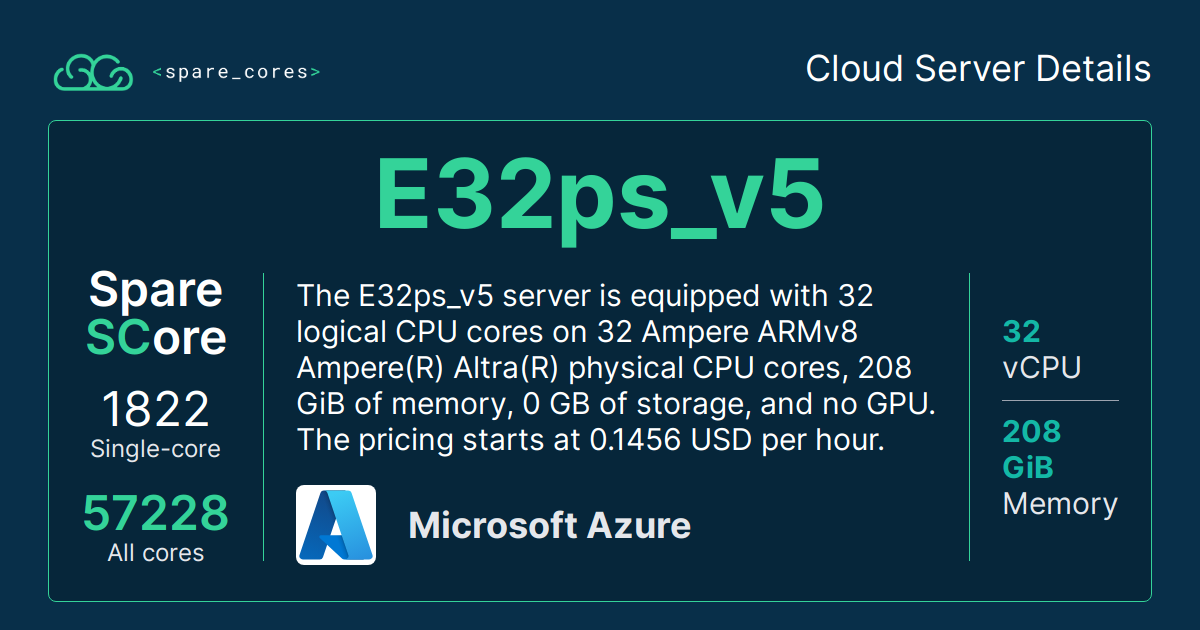 <spare_cores>
Cloud Server Details
E32ps_v5
Spare
SCore
1822
Single-core
57228
All cores
The E32ps_v5 server is equipped with 32
logical CPU cores on 32 Ampere ARMv8
Ampere(R) Altra(R) physical CPU cores, 208
GiB of memory, 0 GB of storage, and no GPU.
The pricing starts at 0.1456 USD per hour.
Microsoft Azure
32
vCPU
208
GiB
Memory